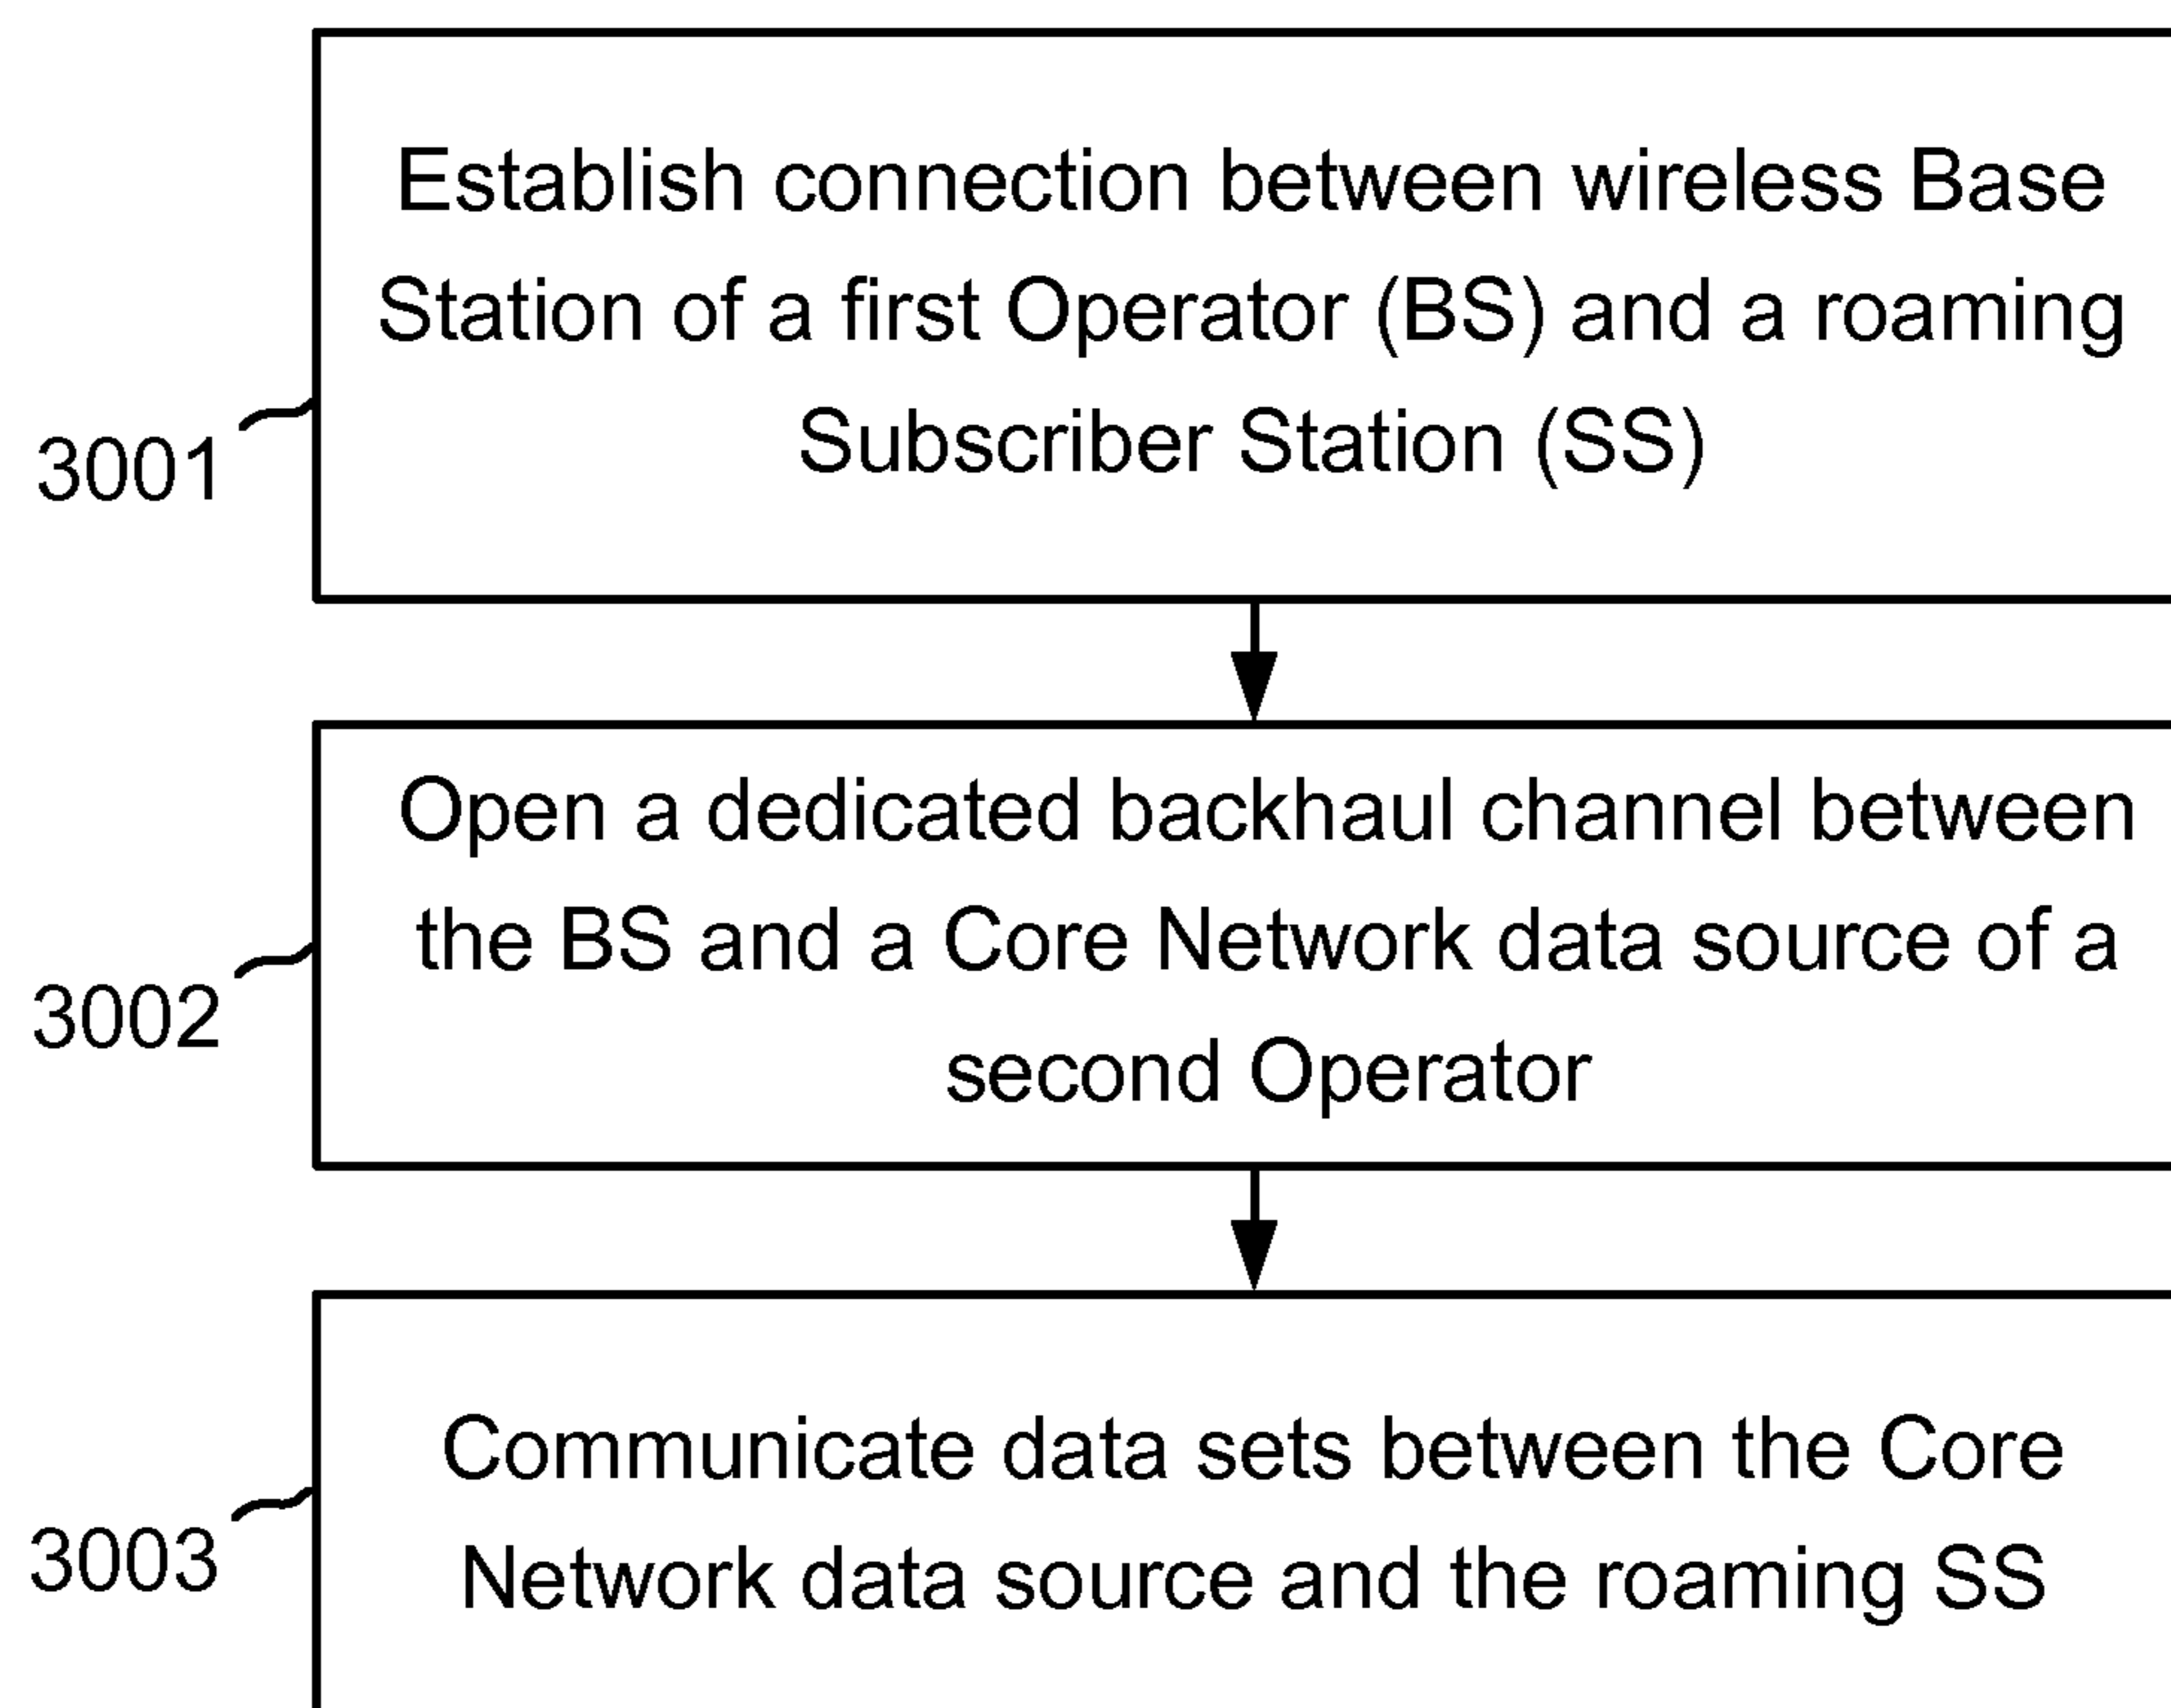 Establish connection between wireless Base
Station of a first Operator (BS) and a roaming
Subscriber Station (SS)
3001
Open a dedicated backhaul channel between
the BS and a Core Network data source of a
second Operator
3002
Communicate data sets between the Core
Network data source and the roaming SS
3003